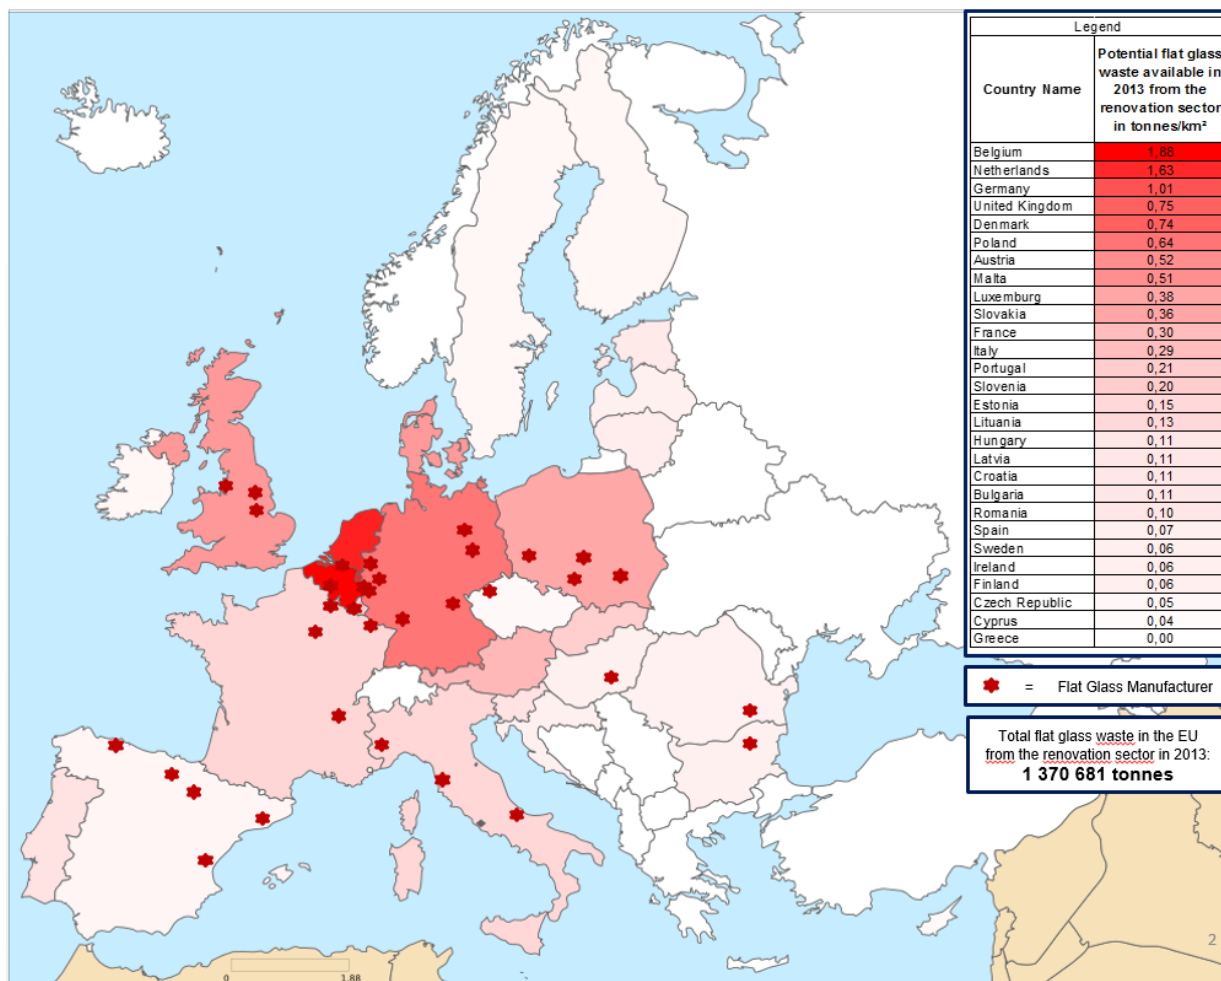 Legend
Country Name
Potential flat glass
waste available in
2013 from the
renovation sector
in tonnes/km²
Belgium 1,88
Netherlands 1,63
Germany 1,01
United Kingdom 0,75
Denmark 0,74
Poland 0,64
Austria 0,52
Malta 0,51
Luxemburg 0,38
Slovakia 0,36
France 0,30
Italy 0,29
Portugal 0,21
Slovenia 0,20
Estonia 0,15
Lituania 0,13
Hungary 0,11
Latvia 0,11
Croatia 0,11
Bulgaria 0,11
Romania 0,10
Spain 0,07
Sweden 0,06
Ireland 0,06
Finland 0,06
Czech Republic 0,05
Cyprus 0,04
Greece 0,00
= Flat Glass Manufacturer
Total flat glass waste in the EU
from the renovation sector in 2013:
1 370 681 tonnes
2
0 1.88